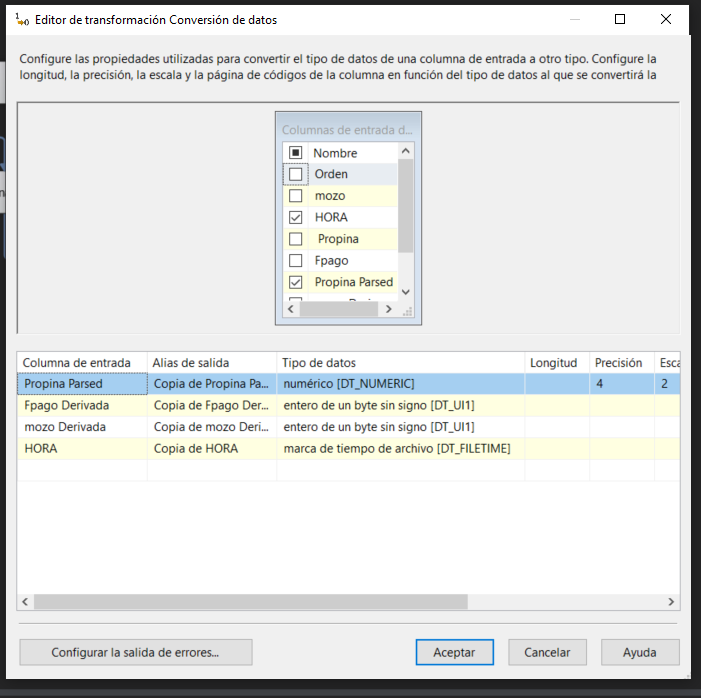 Editor de transformación Conversión de datos
Configure las propiedades utilizadas para convertir el tipo de datos de una columna de entrada a otro tipo. Configure la
longitud, la precisión, la escala y la página de códigos de la columna en función del tipo de datos al que se convertirá la
Columnas de entrada d...
Nombre
Orden
mozo
HORA
Propina
Fpago
Propina Parsed
Columna de entrada Alias de salida Tipo de datos Longitud Precisión Esca
Propina Parsed Copia de Propina Pa... numérico [DT_NUMERIC] 4 2
Fpago Derivada Copia de Fpago Der... entero de un byte sin signo [DT_UI1]
mozo Derivada Copia de mozo Deri... entero de un byte sin signo [DT_UI1]
HORA Copia de HORA marca de tiempo de archivo [DT_FILETIME]
Configurar la salida de errores... Aceptar Cancelar Ayuda